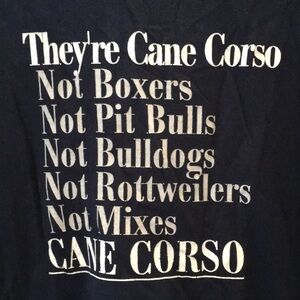 They're Cane Corso
Not Boxers
Not Pit Bulls
Not Bulldogs
Not Rottweilers
Not Mixes
CANE CORSO